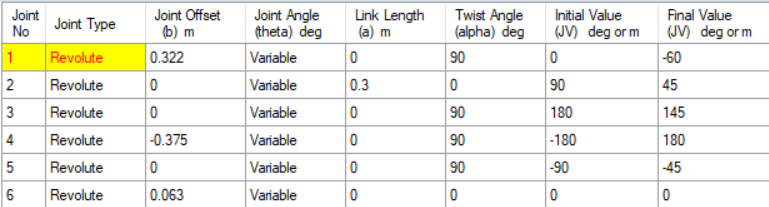 Joint No Joint Type Joint Offset (b) m Joint Angle (theta) deg Link Length (a) m Twist Angle (alpha) deg Initial Value (JV) deg or m Final Value (JV) deg or m
1 Revolute 0.322 Variable 0 90 0 -60
2 Revolute 0 Variable 0.3 0 90 45
3 Revolute 0 Variable 0 90 180 145
4 Revolute -0.375 Variable 0 90 -180 180
5 Revolute 0 Variable 0 90 -90 -45
6 Revolute 0.063 Variable 0 0 0 0